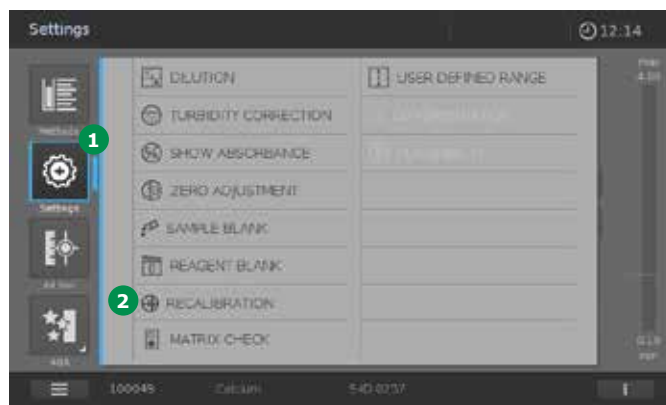 Settings
12:14
DILUTION
TURBIDITY CORRECTION
SHOW ABSORBANCE
ZERO ADJUSTMENT
SAMPLE BLANK
REAGENT BLANK
RECALIBRATION
MATRIX CHECK
USER DEFINED RANGE
Methods
1
Settings
AQA
2
100049 Calcium